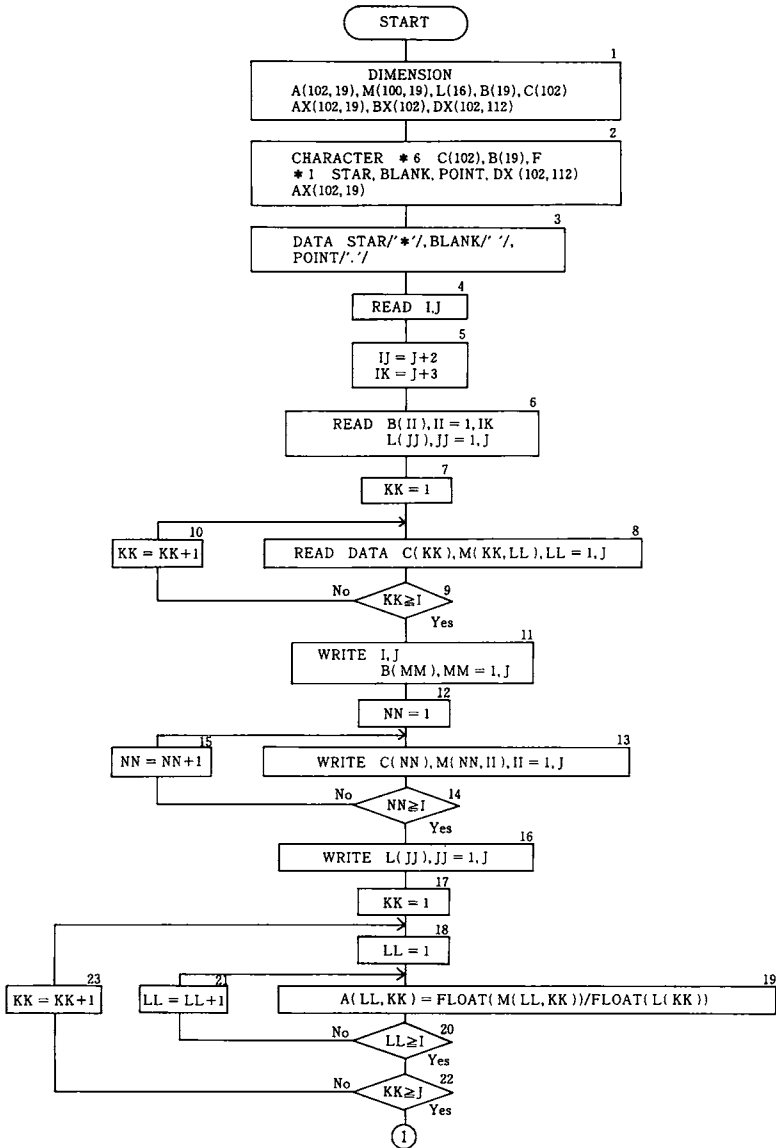 START
1
DIMENSION
A(102,19), M(100,19), L(16), B(19), C(102)
AX(102,19), BX(102), DX(102,112)
2
CHARACTER *6 C(102), B(19), F
*1 STAR, BLANK, POINT, DX (102,112)
AX(102,19)
3
DATA STAR/'*'/, BLANK/' '/,
POINT/'.'/
4
READ I,J
5
IJ = J+2
IK = J+3
6
READ B(II), II = 1, IK
L(JJ), JJ = 1, J
7
KK = 1
10
KK = KK+1
8
READ DATA C(KK), M(KK,LL), LL = 1, J
No
9
KK≧I
Yes
11
WRITE I,J
B(MM), MM = 1, J
12
NN = 1
15
NN = NN+1
13
WRITE C(NN), M(NN,II), II = 1, J
No
14
NN≧I
Yes
16
WRITE L(JJ), JJ = 1, J
17
KK = 1
18
LL = 1
23
KK = KK+1
21
LL = LL+1
19
A(LL,KK) = FLOAT(M(LL,KK))/FLOAT(L(KK))
No
20
LL≧I
Yes
No
22
KK≧J
Yes
1